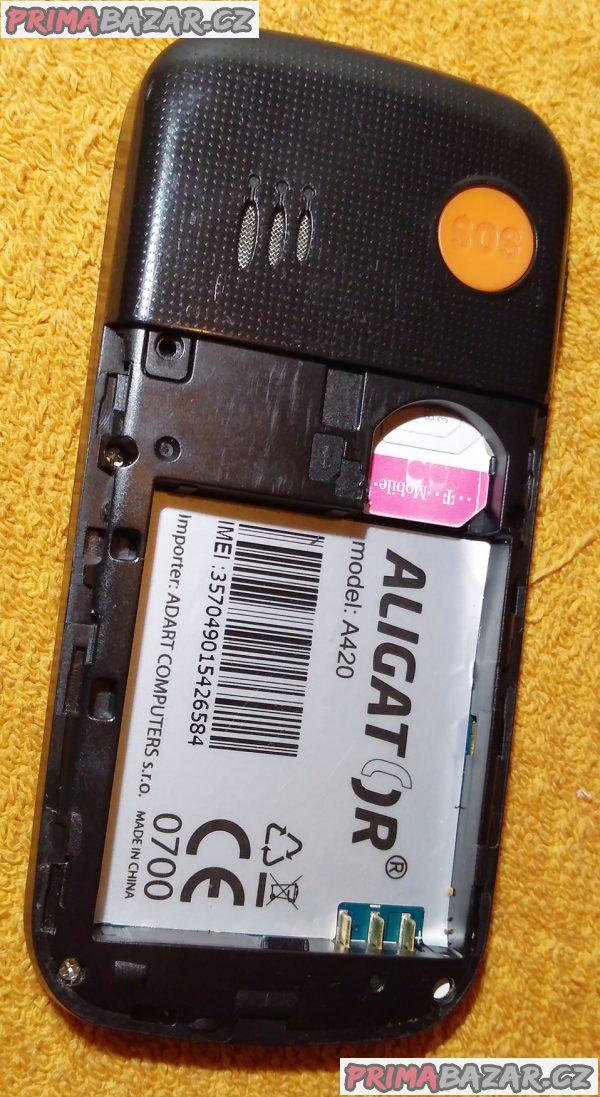 PRIMABAZAR.CZ
SOS
T - - Mobile
ALIGATOR®
model: A420
IMEI:357049015426584
Importer: ADART COMPUTERS s.r.o. MADE IN CHINA
CE
0700
PRIMABAZAR.CZ